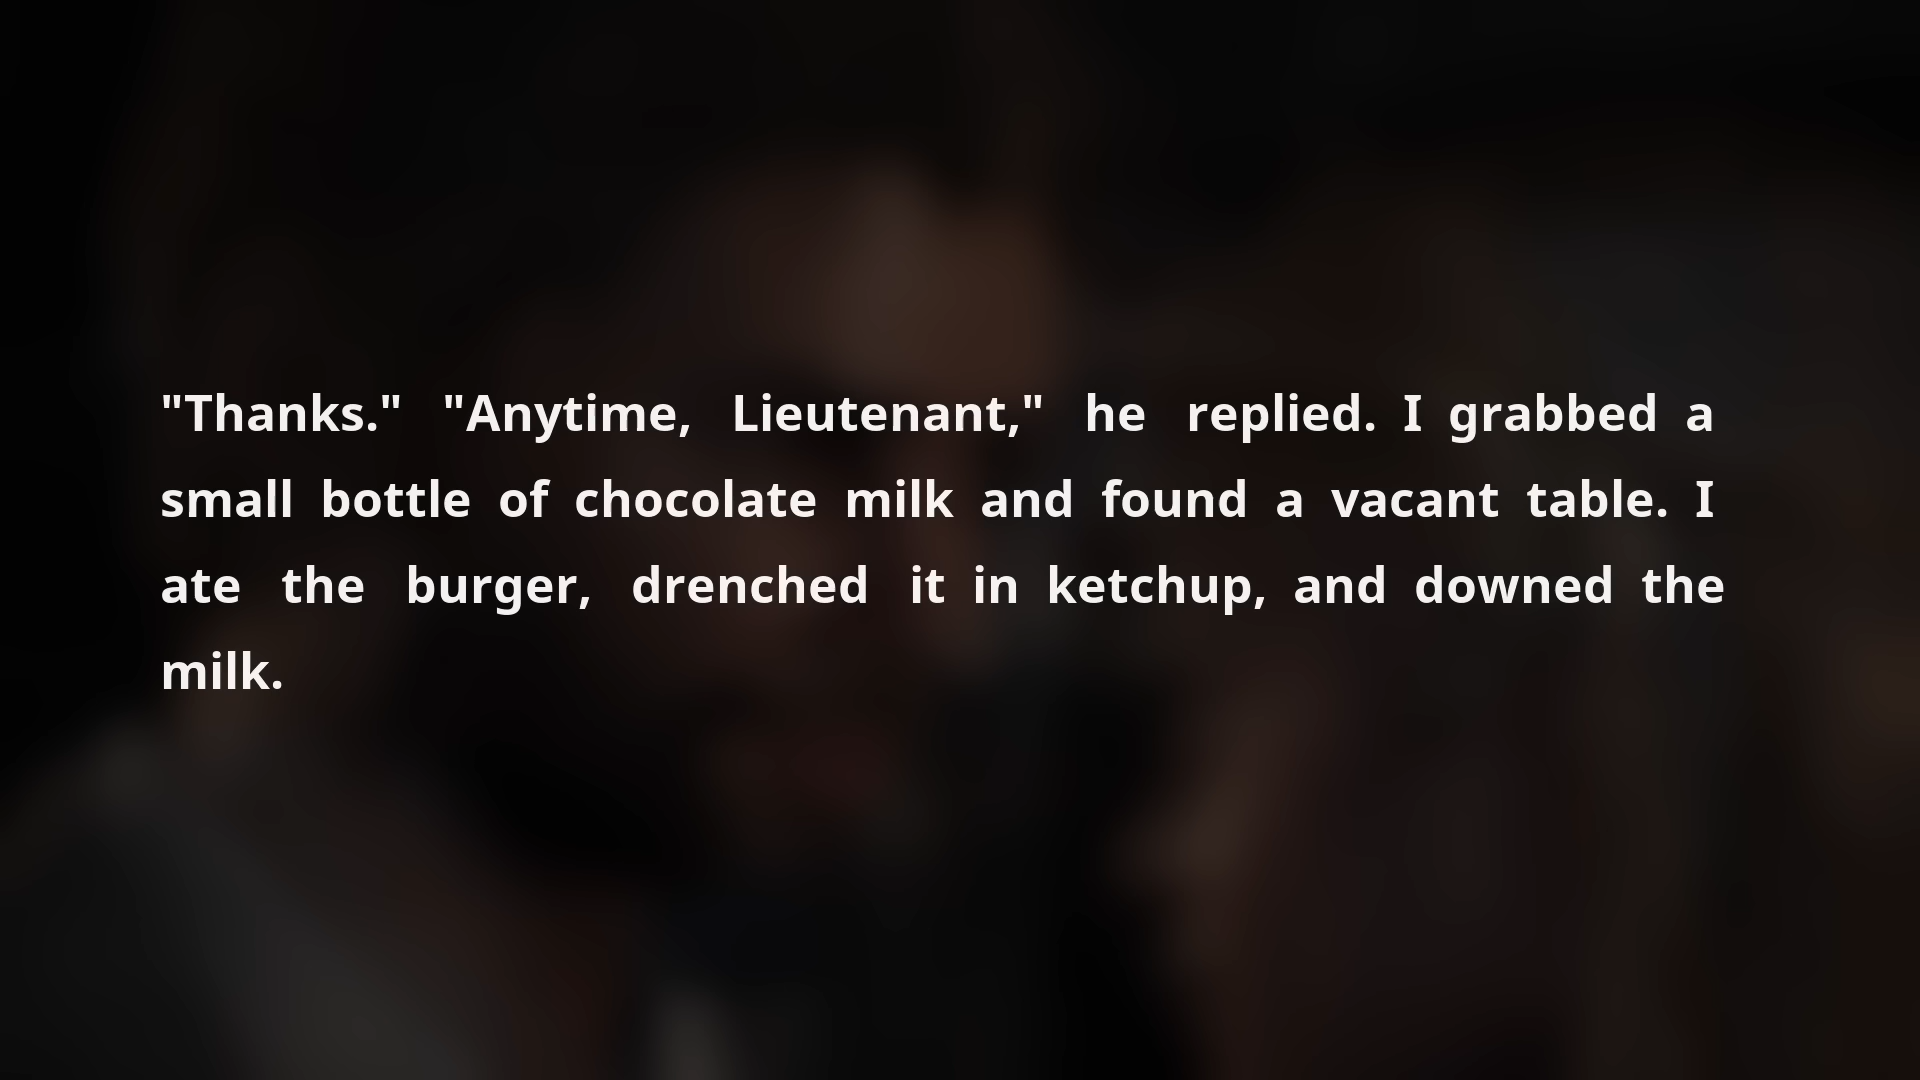 "Thanks." "Anytime, Lieutenant," he replied. I grabbed a
small bottle of chocolate milk and found a vacant table. I
ate the burger, drenched it in ketchup, and downed the
milk.